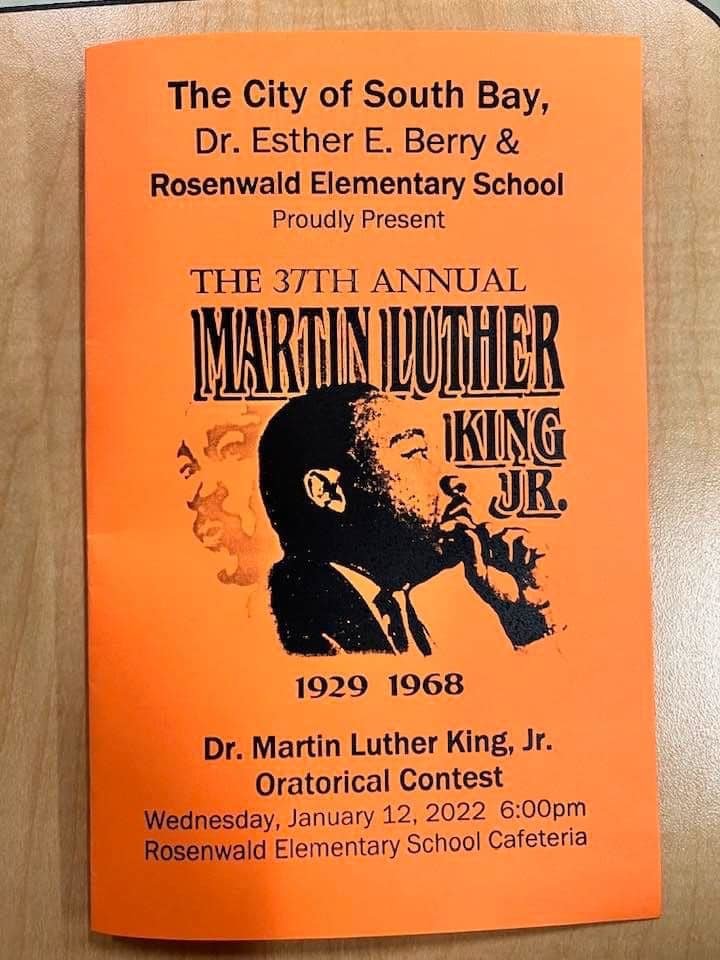 The City of South Bay,
Dr. Esther E. Berry &
Rosenwald Elementary School
Proudly Present
THE 37TH ANNUAL
MARTIN LUTHER
KING
JR.
1929 1968
Dr. Martin Luther King, Jr.
Oratorical Contest
Wednesday, January 12, 2022 6:00pm
Rosenwald Elementary School Cafeteria